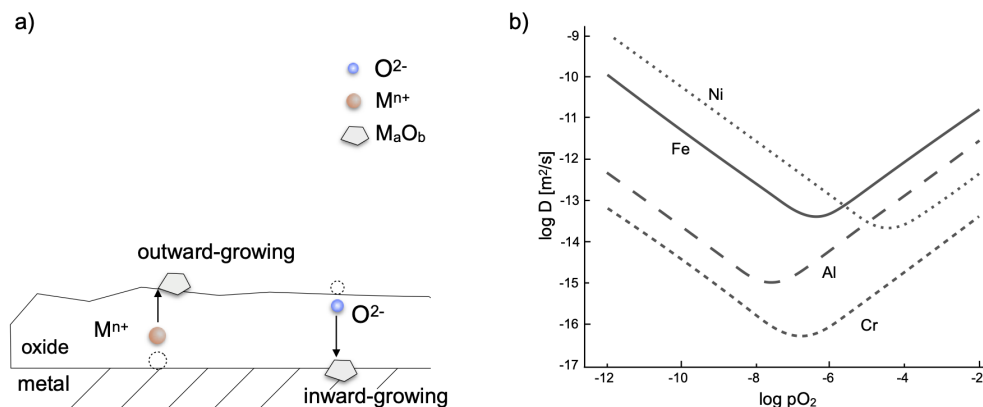 a)
O²⁻
Mⁿ⁺
MₐO_b
outward-growing
Mⁿ⁺
O²⁻
oxide
metal
inward-growing
b)
log D [m²/s]
-9
-10
-11
-12
-13
-14
-15
-16
-17
Ni
Fe
Al
Cr
-12 -10 -8 -6 -4 -2
log pO₂